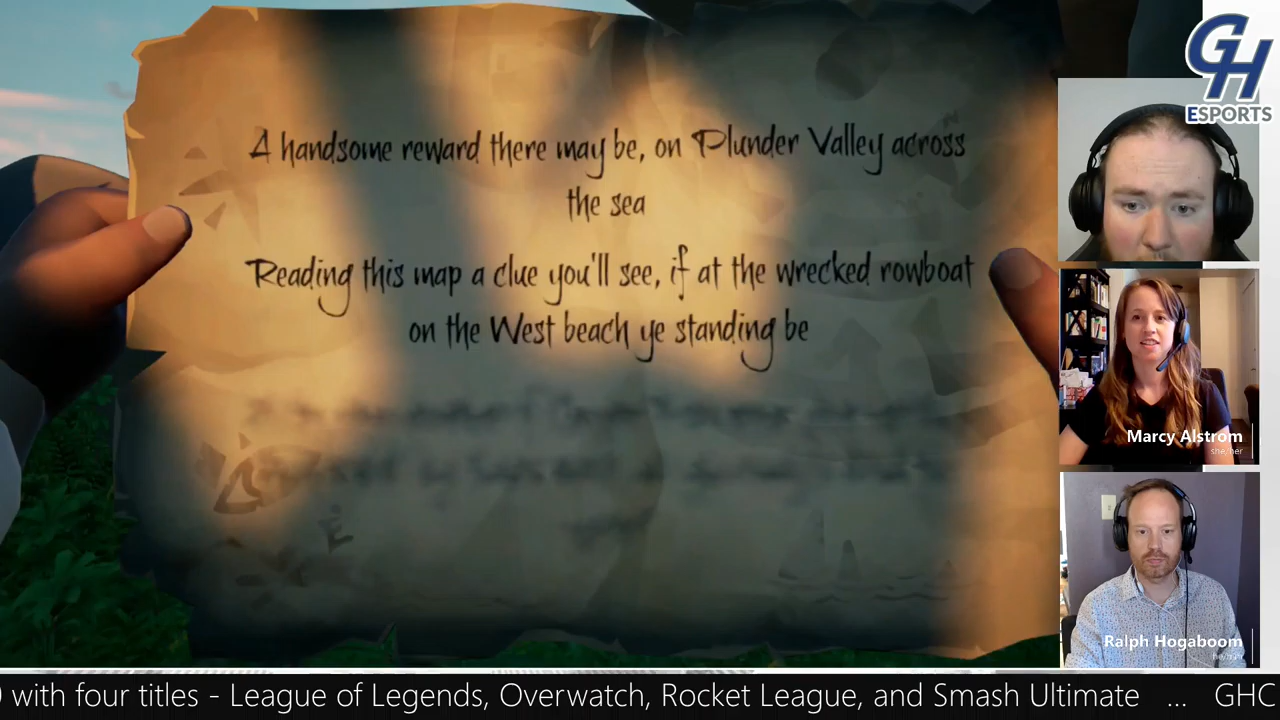 A handsome reward there may be, on Plunder Valley across
the sea
Reading this map a clue you'll see, if at the wrecked rowboat
on the West beach ye standing be
GH
ESPORTS
Marcy Alstrom
she/her
Ralph Hogaboom
with four titles - League of Legends, Overwatch, Rocket League, and Smash Ultimate ... GHC